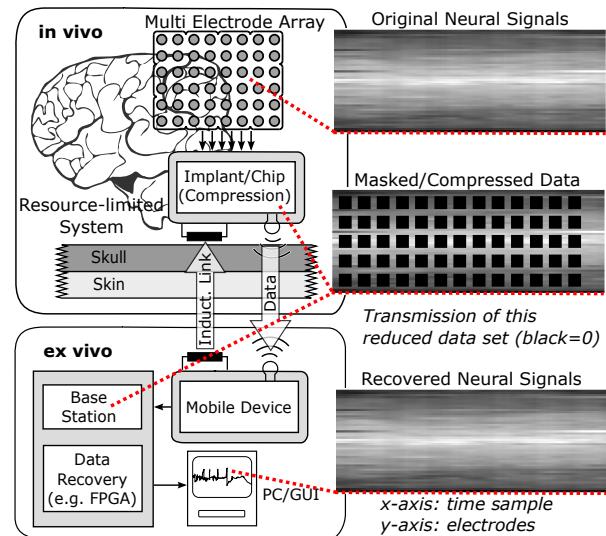 Multi Electrode Array
Original Neural Signals
in vivo
Implant/Chip
(Compression)
Masked/Compressed Data
Resource-limited
System
Skull
Skin
Induct. Link
Data
Transmission of this
reduced data set (black=0)
ex vivo
Recovered Neural Signals
Base
Station
Mobile Device
Data
Recovery
(e.g. FPGA)
PC/GUI
x-axis: time sample
y-axis: electrodes